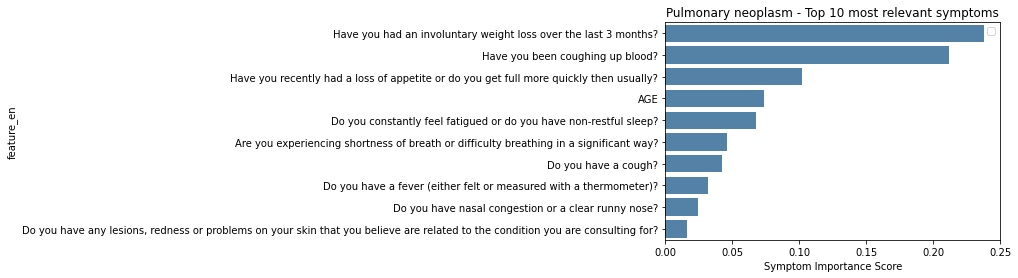 Pulmonary neoplasm - Top 10 most relevant symptoms
feature_en
Have you had an involuntary weight loss over the last 3 months?
Have you been coughing up blood?
Have you recently had a loss of appetite or do you get full more quickly then usually?
AGE
Do you constantly feel fatigued or do you have non-restful sleep?
Are you experiencing shortness of breath or difficulty breathing in a significant way?
Do you have a cough?
Do you have a fever (either felt or measured with a thermometer)?
Do you have nasal congestion or a clear runny nose?
Do you have any lesions, redness or problems on your skin that you believe are related to the condition you are consulting for?
0.00 0.05 0.10 0.15 0.20 0.25
Symptom Importance Score